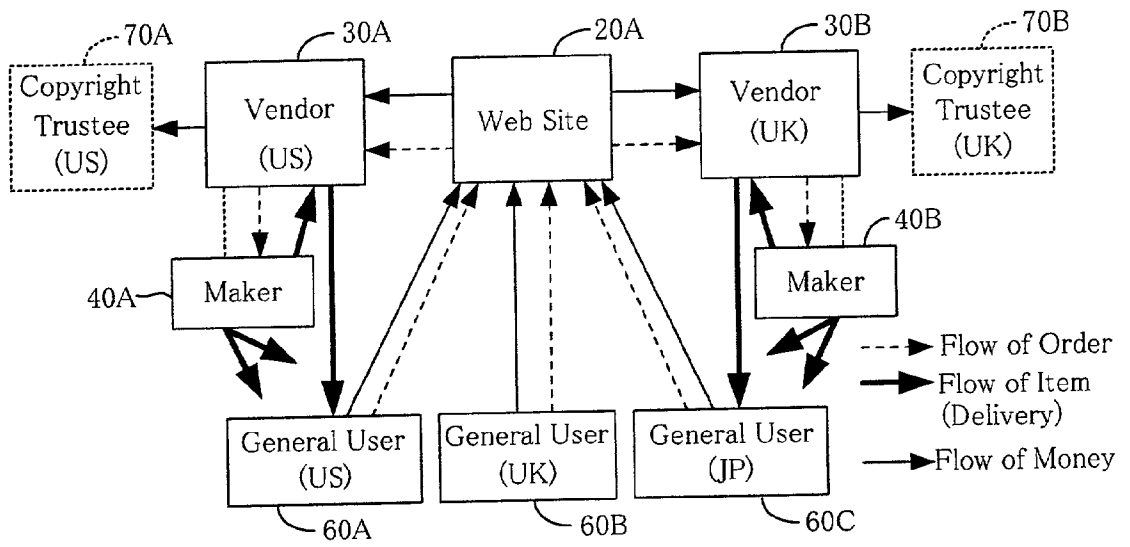 70A
30A
20A
30B
70B
Copyright
Trustee
(US)
Vendor
(US)
Web Site
Vendor
(UK)
Copyright
Trustee
(UK)
40A
Maker
40B
Maker
General User
(US)
General User
(UK)
General User
(JP)
Flow of Order
Flow of Item
(Delivery)
Flow of Money
60A
60B
60C